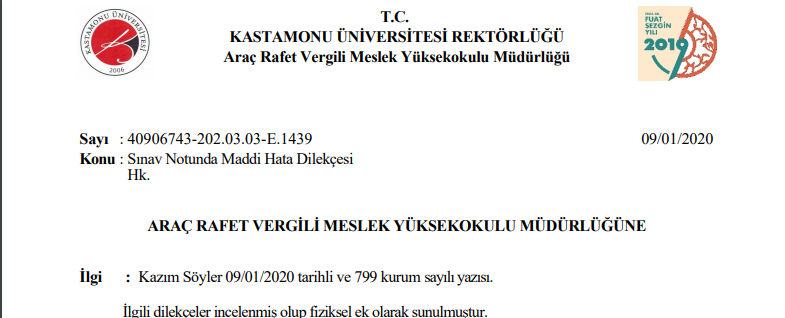 T.C.
KASTAMONU ÜNİVERSİTESİ REKTÖRLÜĞÜ
Araç Rafet Vergili Meslek Yüksekokulu Müdürlüğü
KASTAMONU ÜNİVERSİTESİ
2006
FUAT
SEZGİN
YILI
2019
Sayı : 40906743-202.03.03-E.1439 09/01/2020
Konu : Sınav Notunda Maddi Hata Dilekçesi
Hk.
ARAÇ RAFET VERGİLİ MESLEK YÜKSEKOKULU MÜDÜRLÜĞÜNE
İlgi : Kazım Söyler 09/01/2020 tarihli ve 799 kurum sayılı yazısı.
İlgili dilekçeler incelenmiş olup fiziksel ek olarak sunulmuştur.